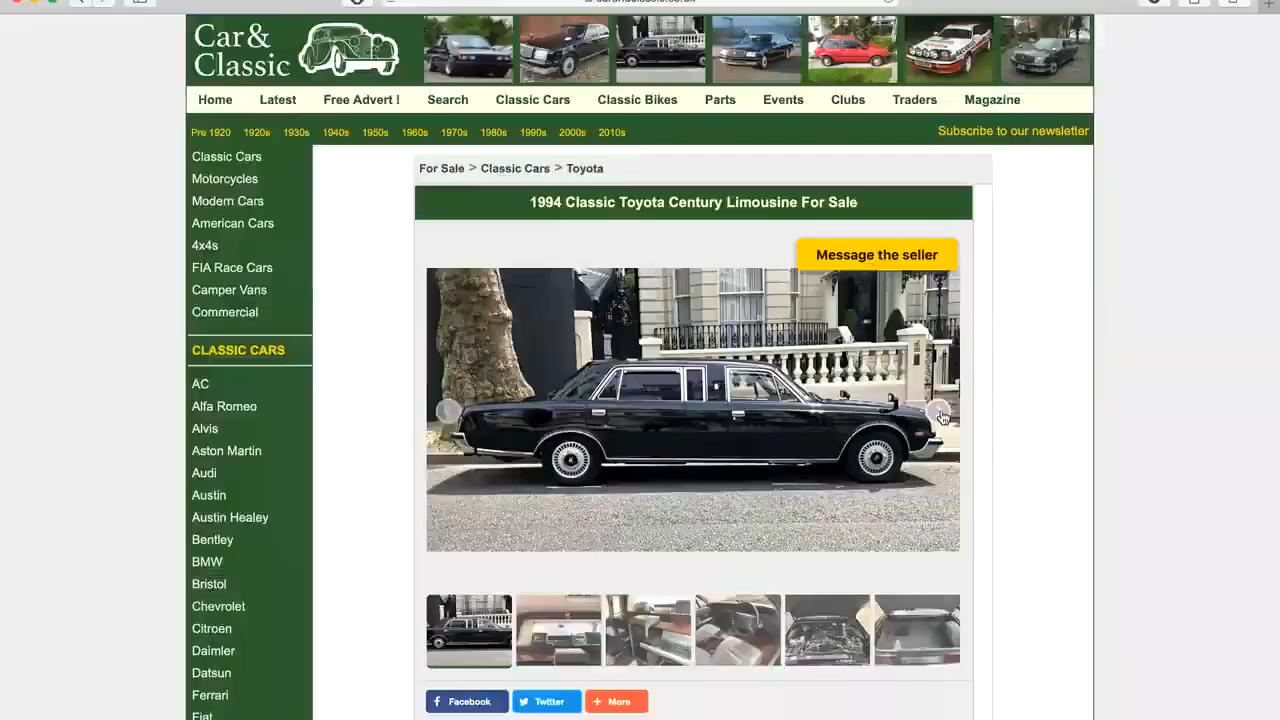 Car&
Classic
Home Latest Free Advert ! Search Classic Cars Classic Bikes Parts Events Clubs Traders Magazine
Pre 1920 1920s 1930s 1940s 1950s 1960s 1970s 1980s 1990s 2000s 2010s Subscribe to our newsletter
Classic Cars
Motorcycles
Modern Cars
American Cars
4x4s
FIA Race Cars
Camper Vans
Commercial
CLASSIC CARS
AC
Alfa Romeo
Alvis
Aston Martin
Audi
Austin
Austin Healey
Bentley
BMW
Bristol
Chevrolet
Citroen
Daimler
Datsun
Ferrari
Fiat
For Sale > Classic Cars > Toyota
1994 Classic Toyota Century Limousine For Sale
Message the seller
Facebook Twitter More